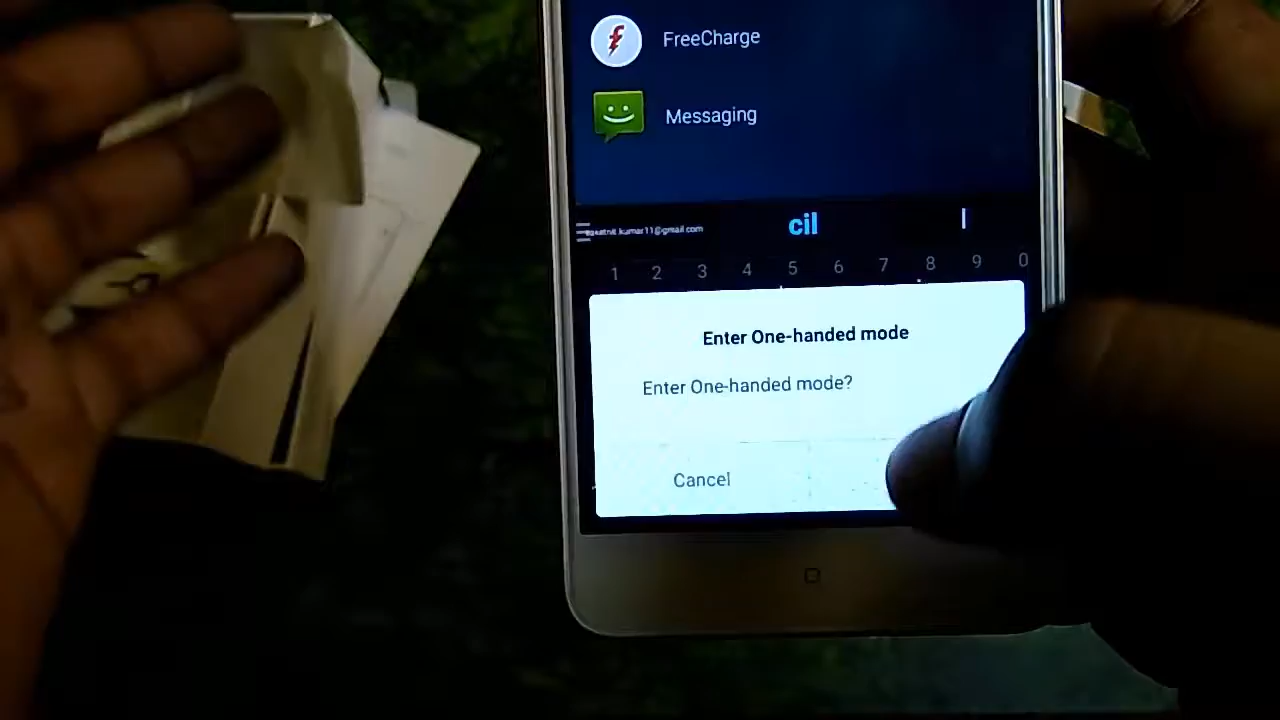 FreeCharge
Messaging
cil
1 2 3 4 5 6 7 8 9 0
Enter One-handed mode
Enter One-handed mode?
Cancel